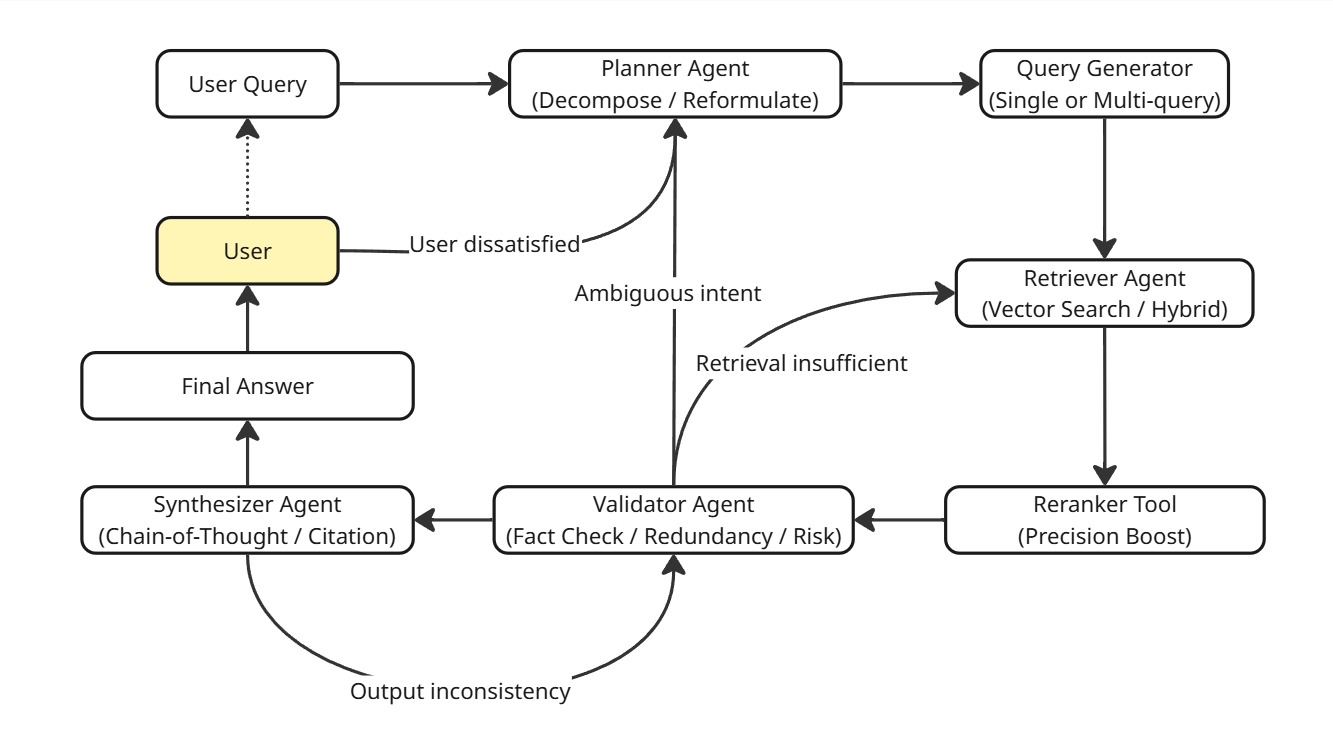 User Query
Planner Agent
(Decompose / Reformulate)
Query Generator
(Single or Multi-query)
User
User dissatisfied
Ambiguous intent
Retriever Agent
(Vector Search / Hybrid)
Retrieval insufficient
Final Answer
Synthesizer Agent
(Chain-of-Thought / Citation)
Validator Agent
(Fact Check / Redundancy / Risk)
Reranker Tool
(Precision Boost)
Output inconsistency